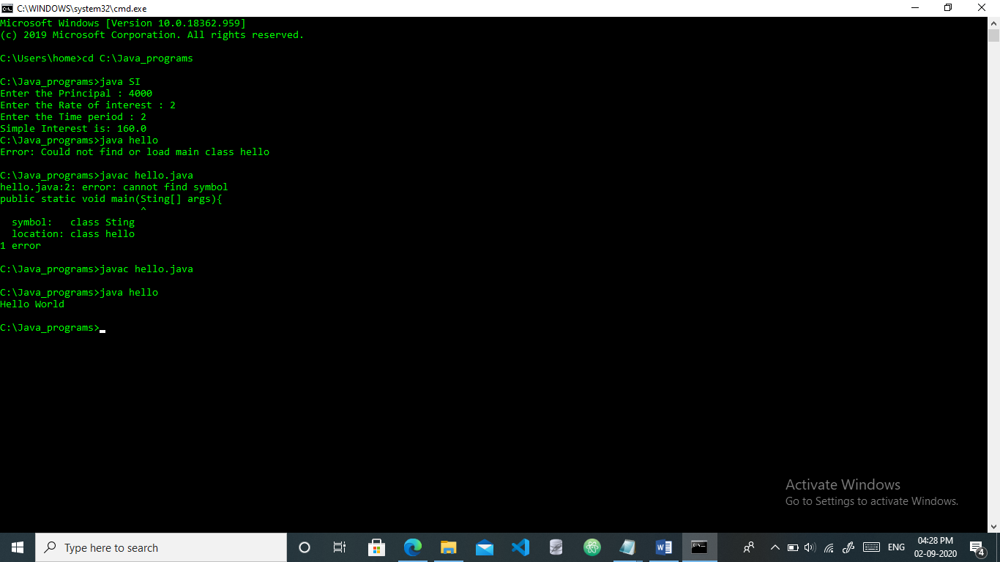 C:\WINDOWS\system32\cmd.exe
Microsoft Windows [Version 10.0.18362.959]
(c) 2019 Microsoft Corporation. All rights reserved.
C:\Users\home>cd C:\Java_programs
C:\Java_programs>java SI
Enter the Principal : 4000
Enter the Rate of interest : 2
Enter the Time period : 2
Simple Interest is: 160.0
C:\Java_programs>java hello
Error: Could not find or load main class hello
C:\Java_programs>javac hello.java
hello.java:2: error: cannot find symbol
public static void main(Sting[] args){
^
symbol:   class Sting
location: class hello
1 error
C:\Java_programs>javac hello.java
C:\Java_programs>java hello
Hello World
C:\Java_programs>
Activate Windows
Go to Settings to activate Windows.
Type here to search
ENG
04:28 PM
02-09-2020
4